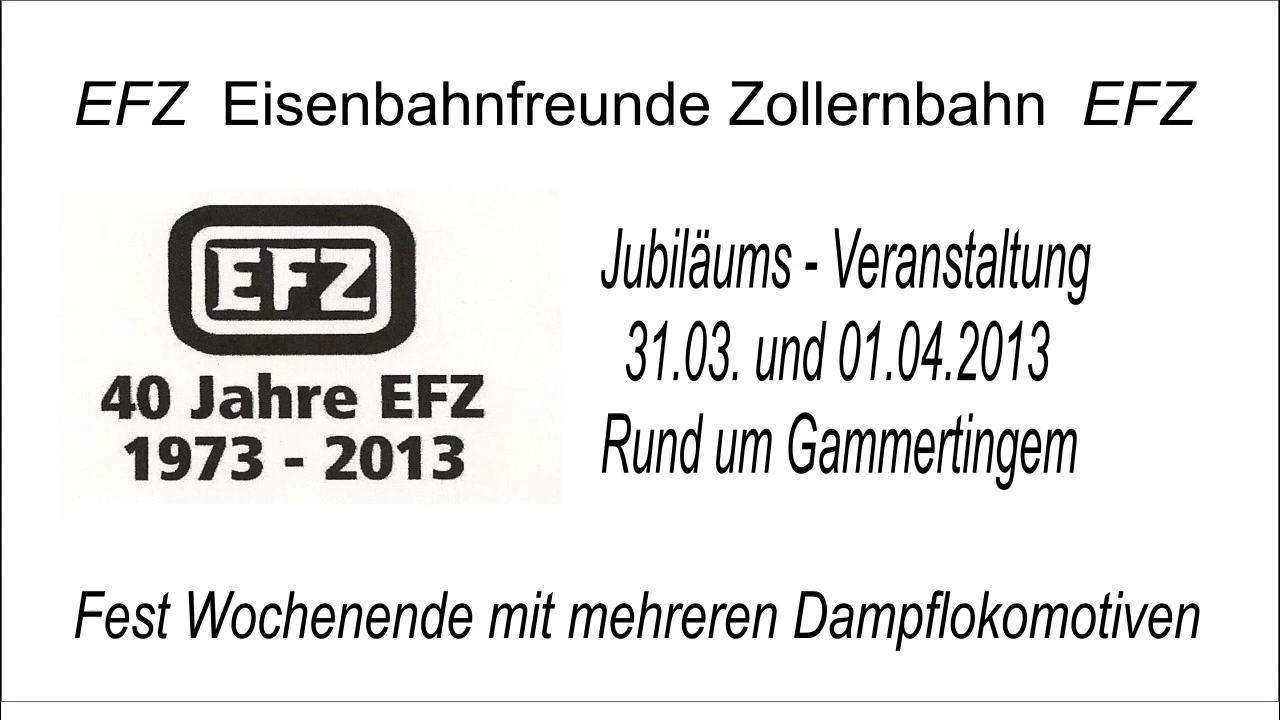 EFZ Eisenbahnfreunde Zollernbahn EFZ
EFZ
40 Jahre EFZ
1973 - 2013
Jubiläums - Veranstaltung
31.03. und 01.04.2013
Rund um Gammertingem
Fest Wochenende mit mehreren Dampflokomotiven